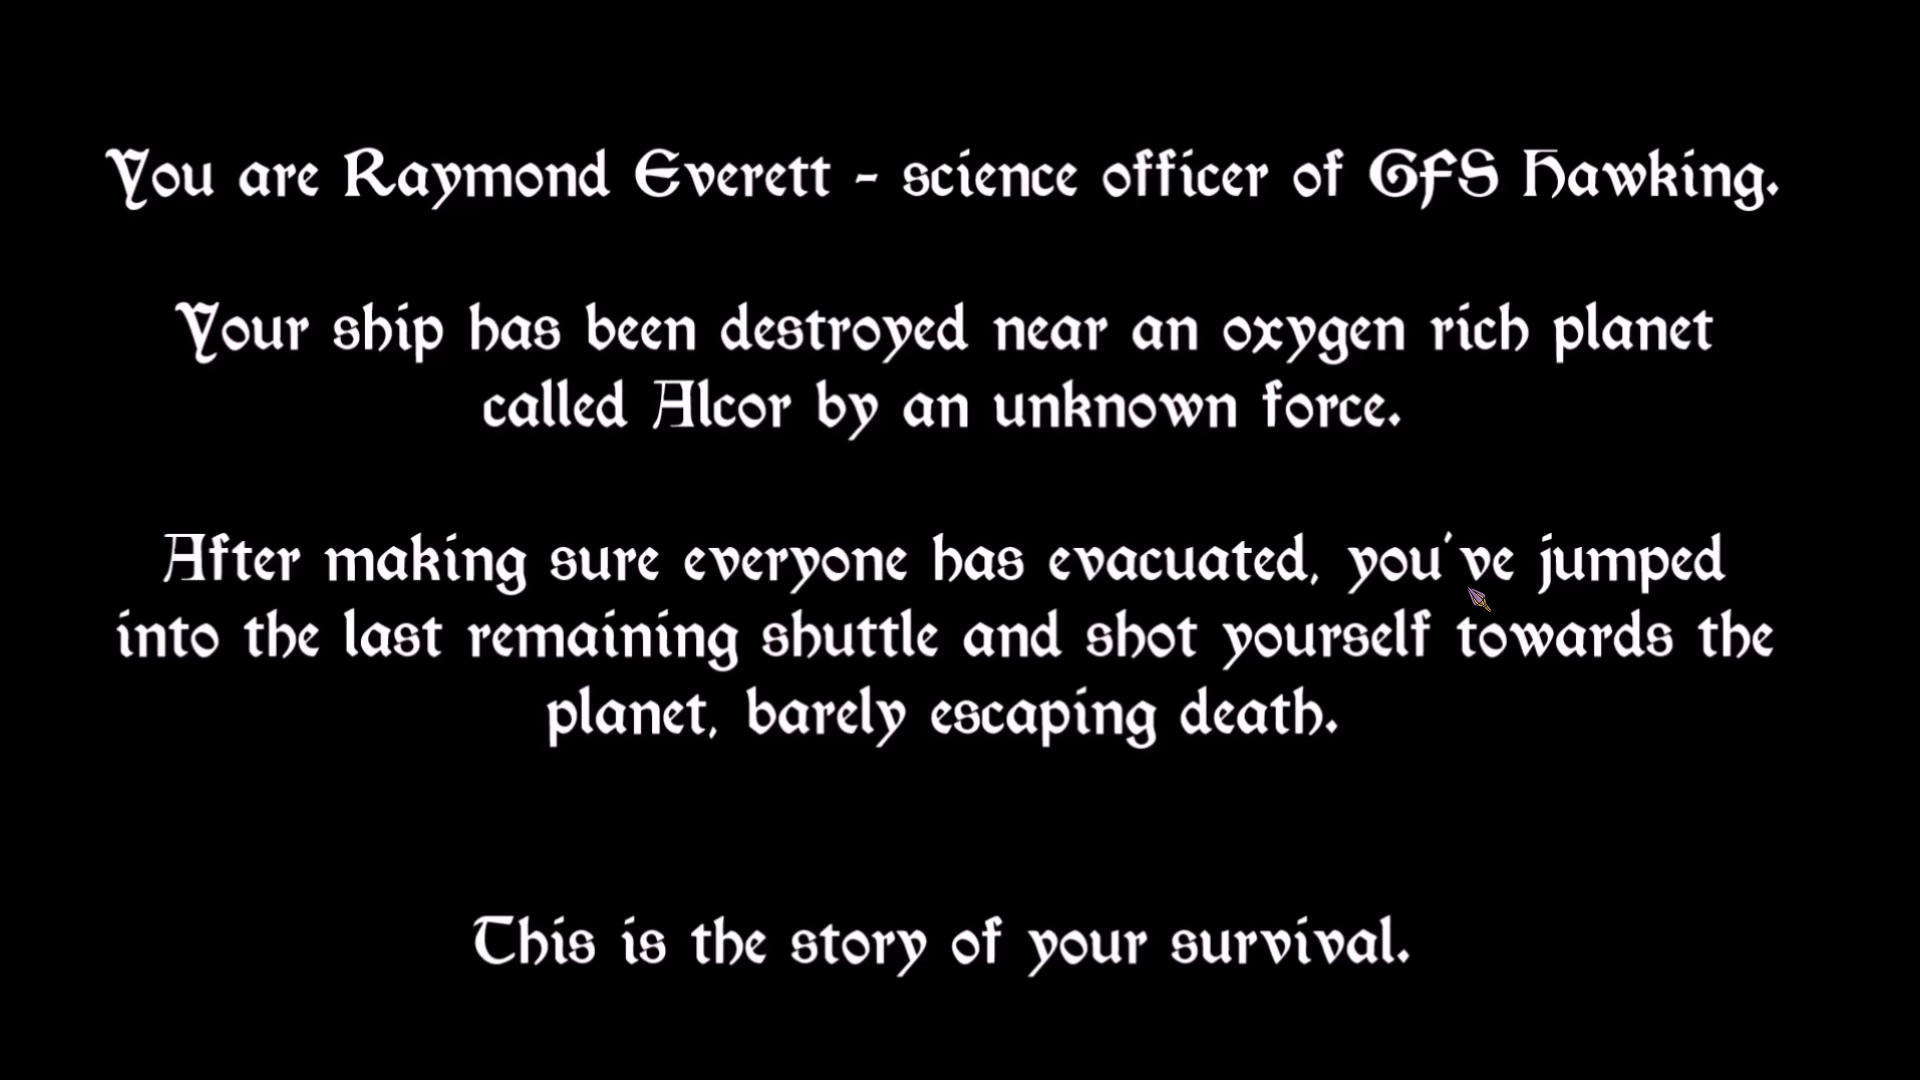 You are Raymond Everett - science officer of GFS Hawking.
Your ship has been destroyed near an oxygen rich planet
called Alcor by an unknown force.
After making sure everyone has evacuated, you've jumped
into the last remaining shuttle and shot yourself towards the
planet, barely escaping death.
This is the story of your survival.